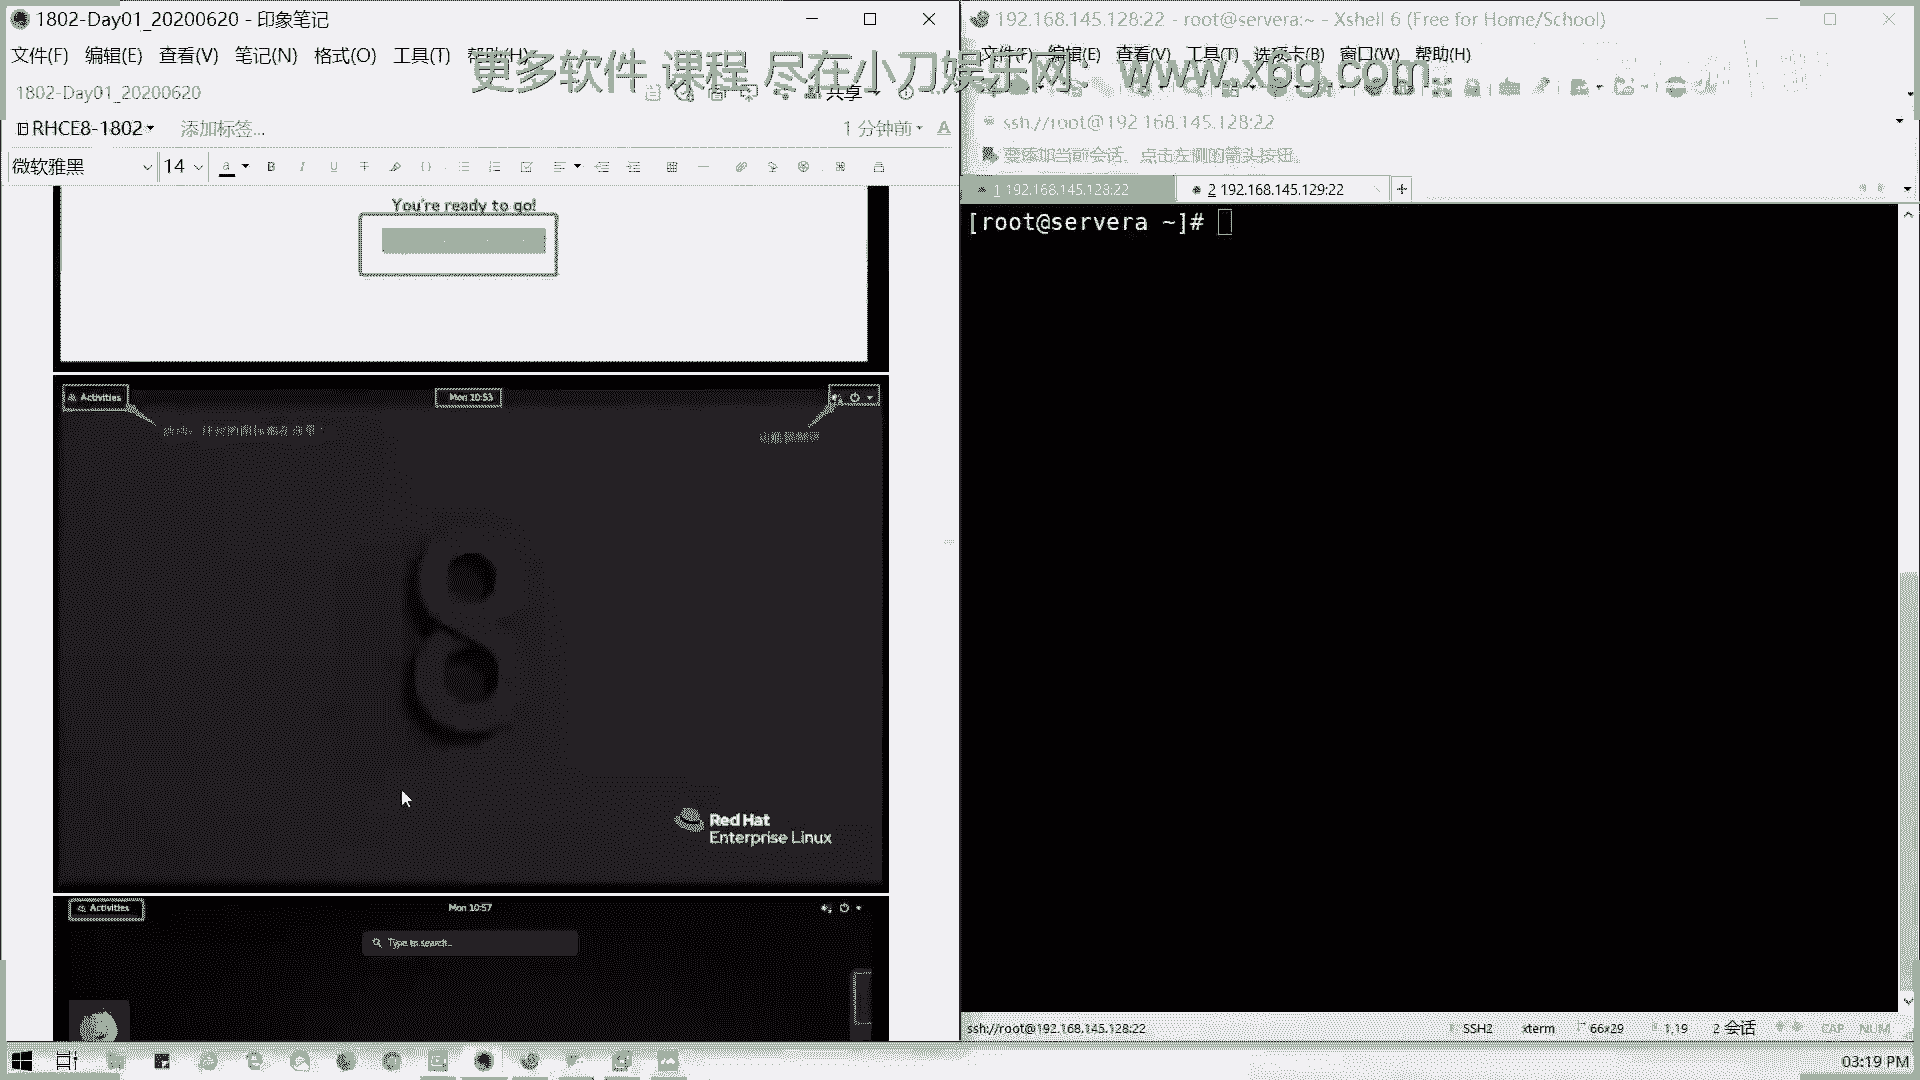 1802-Day01_20200620 - 印象笔记
文件(F) 编辑(E) 查看(V) 笔记(N) 格式(O) 工具(T) 帮助(H)
更多软件 课程 尽在小刀娱乐网: www.x6g.com
1802-Day01_20200620
共享
RHCE8-1802
添加标签...
1 分钟前
微软雅黑
14
You're ready to go!
Activities
Mon 10:53
Red Hat
Enterprise Linux
Activities
Mon 10:57
Type to search...
192.168.145.128:22 - root@servera:~ - Xshell 6 (Free for Home/School)
文件(F) 编辑(E) 查看(V) 工具(T) 选项卡(B) 窗口(W) 帮助(H)
ssh://root@192.168.145.128:22
要添加当前会话，点击左侧的箭头按钮。
1 192.168.145.128:22
2 192.168.145.129:22
[root@servera ~]#
ssh://root@192.168.145.128:22
SSH2
xterm
66x29
1,19
2 会话
CAP
NUM
03:19 PM